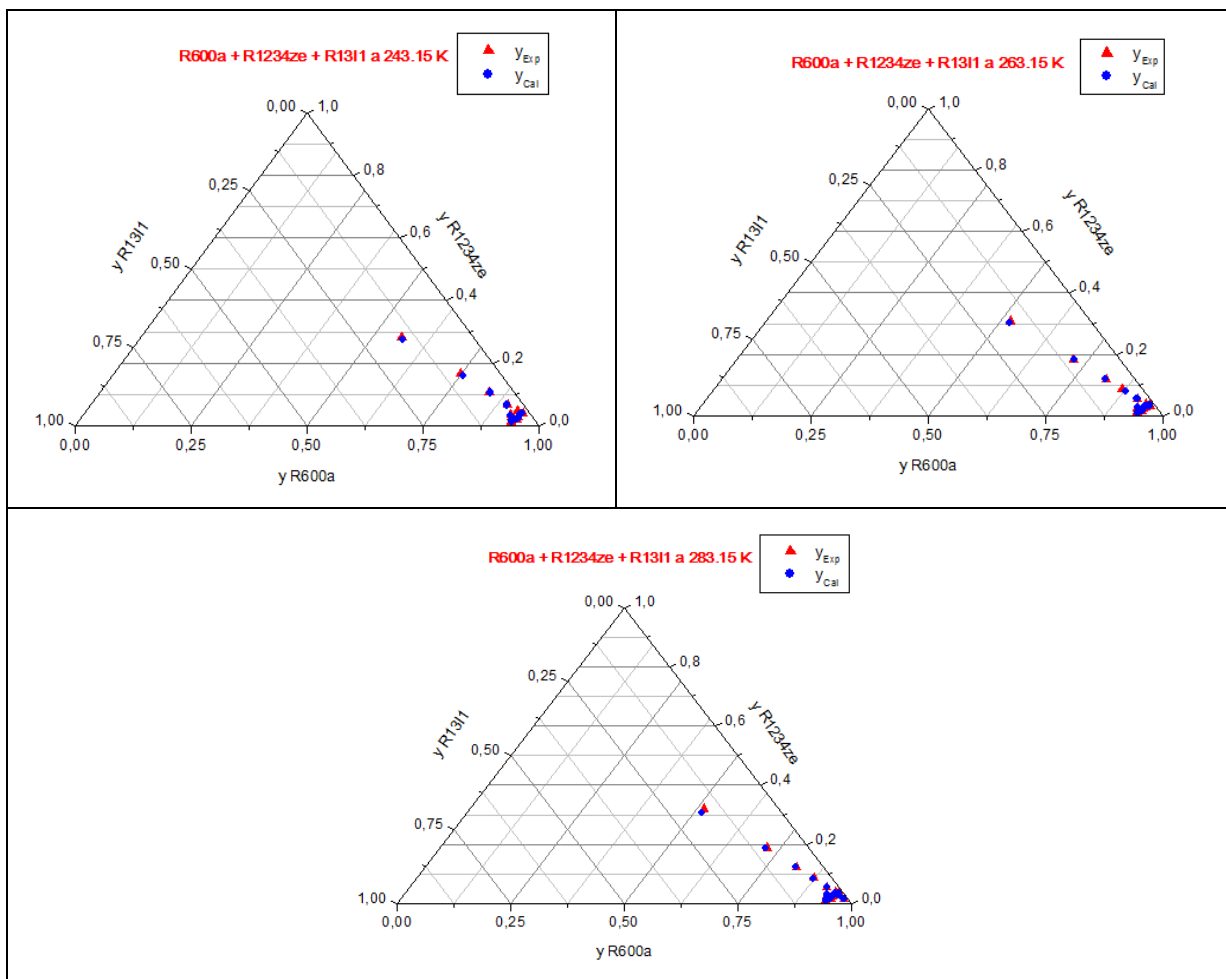 R600a + R1234ze + R13I1 a 243.15 K
y Exp
y Cal
0,00 1,0
0,25 0,8
0,50 0,6
0,75 0,4
1,00 0,2
0,0
0,00 0,25 0,50 0,75 1,00
y R13I1
y R1234ze
y R600a
R600a + R1234ze + R13I1 a 263.15 K
y Exp
y Cal
0,00 1,0
0,25 0,8
0,50 0,6
0,75 0,4
1,00 0,2
0,0
0,00 0,25 0,50 0,75 1,00
y R13I1
y R1234ze
y R600a
R600a + R1234ze + R13I1 a 283.15 K
y Exp
y Cal
0,00 1,0
0,25 0,8
0,50 0,6
0,75 0,4
1,00 0,2
0,0
0,00 0,25 0,50 0,75 1,00
y R13I1
y R1234ze
y R600a